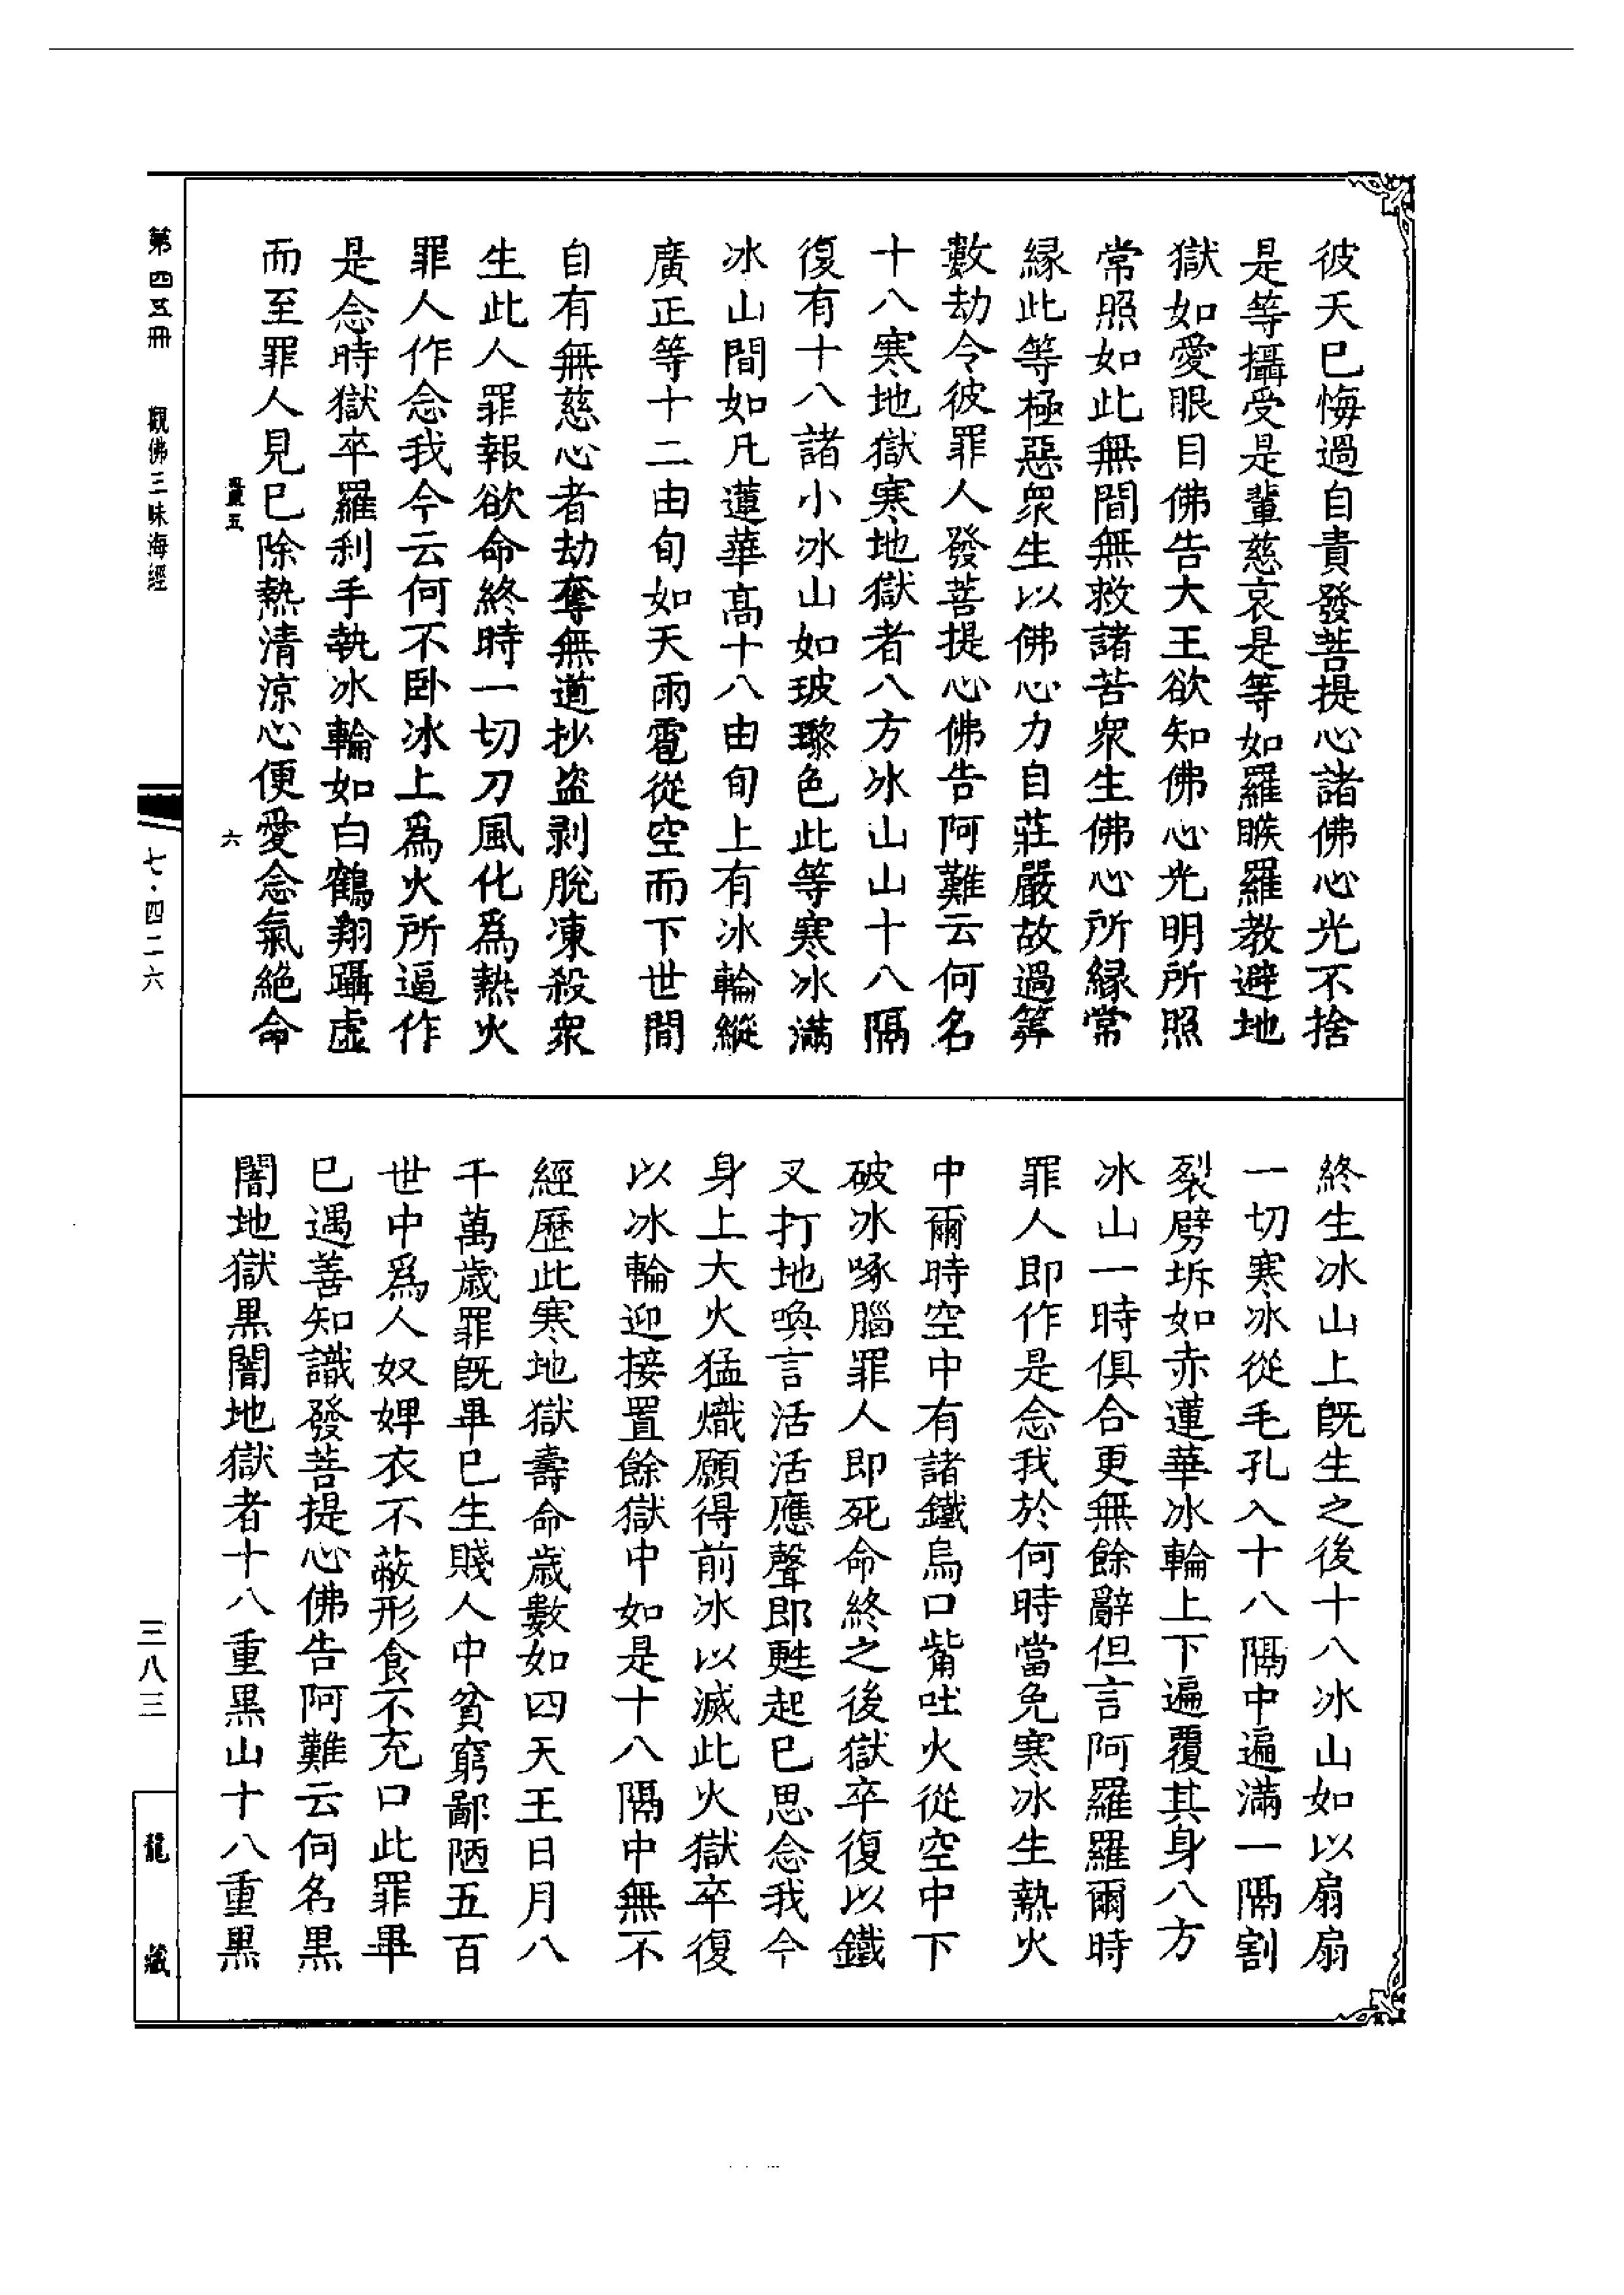 彼天巳悔過自責發菩提心諸佛心光不捨
是等攝受是輩慈哀是等如羅睺羅教避地
獄如愛眼目佛告大王欲知佛心光明所照
常照如此無間無救諸苦衆生佛心所緣常
緣此等極惡衆生以佛心力自莊嚴故過筭
數劫令彼罪人發菩提心佛告阿難云何名
十八寒地獄寒地獄者八方冰山山十八隔
復有十八諸小冰山如玻瓈色此等寒冰滿
冰山間如凡蓮華高十八由旬上有冰輪縱
廣正等十二由旬如天雨雹從空而下世間
自有無慈心者劫奪無道抄盜剥脫凍殺衆
生此人罪報欲命終時一切刀風化爲熱火
罪人作念我今云何不卧冰上爲火所逼作
是念時獄卒羅刹手執冰輪如白鶴翔躡虛
而至罪人見巳除熱清涼心便愛念氣絕命
終生冰山上旣生之後十八冰山如以扇扇
一切寒冰從毛孔入十八隔中遍滿一隔割
裂劈坼如赤蓮華冰輪上下遍覆其身八方
冰山一時俱合更無餘辭但言阿羅羅爾時
罪人即作是念我於何時當免寒冰生熱火
中爾時空中有諸鐵烏口觜吐火從空中下
破冰啄腦罪人即死命終之後獄卒復以鐵
叉打地喚言活活應聲即甦起巳思念我今
身上大火猛熾願得前冰以滅此火獄卒復
以冰輪迎接置餘獄中如是十八隔中無不
經歷此寒地獄壽命歲數如四天王日月八
千萬歲罪旣畢巳生賤人中貧窮鄙陋五百
世中爲人奴婢衣不蔽形食不充口此罪畢
巳遇善知識發菩提心佛告阿難云何名黑
闇地獄黑闇地獄者十八重黑山十八重黑
五
六
第四五冊 觀佛三昧海經
七·四二六
三八三
龍藏